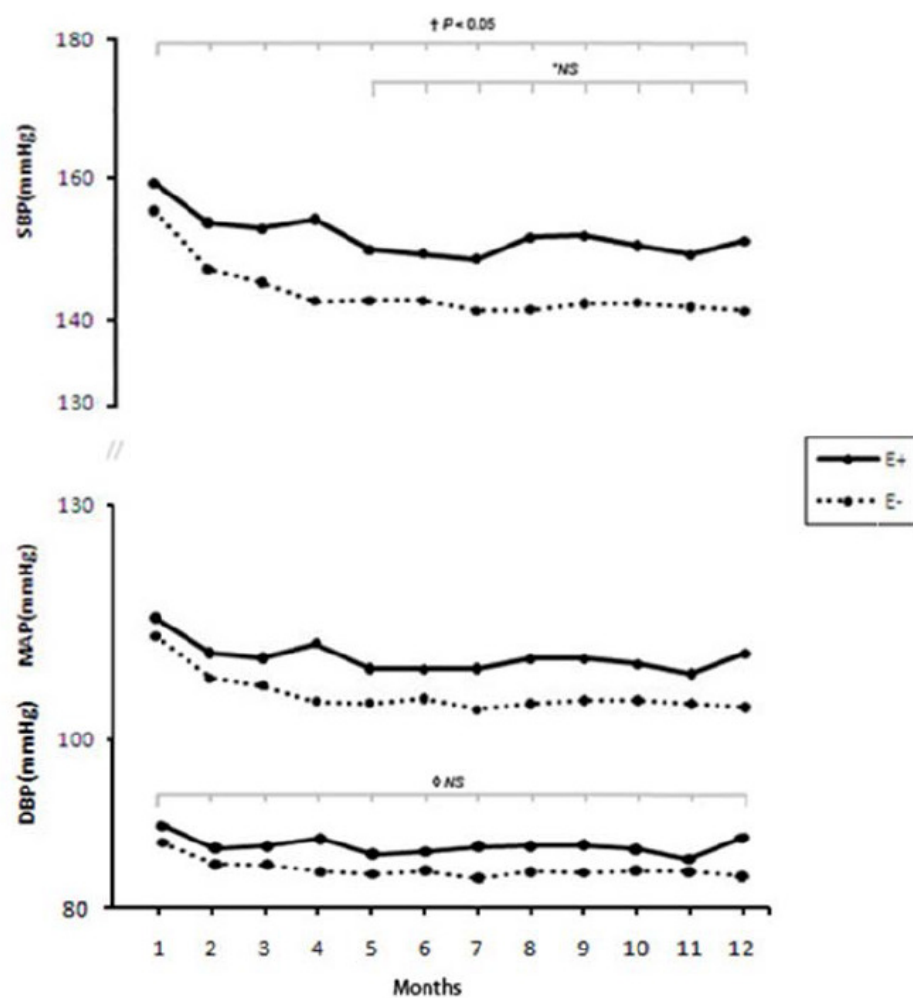 † P < 0.05
180
*NS
160
SBP(mmHg)
140
130
//
E+
E-
130
MAP(mmHg)
100
DBP(mmHg)
◊ NS
80
1 2 3 4 5 6 7 8 9 10 11 12
Months